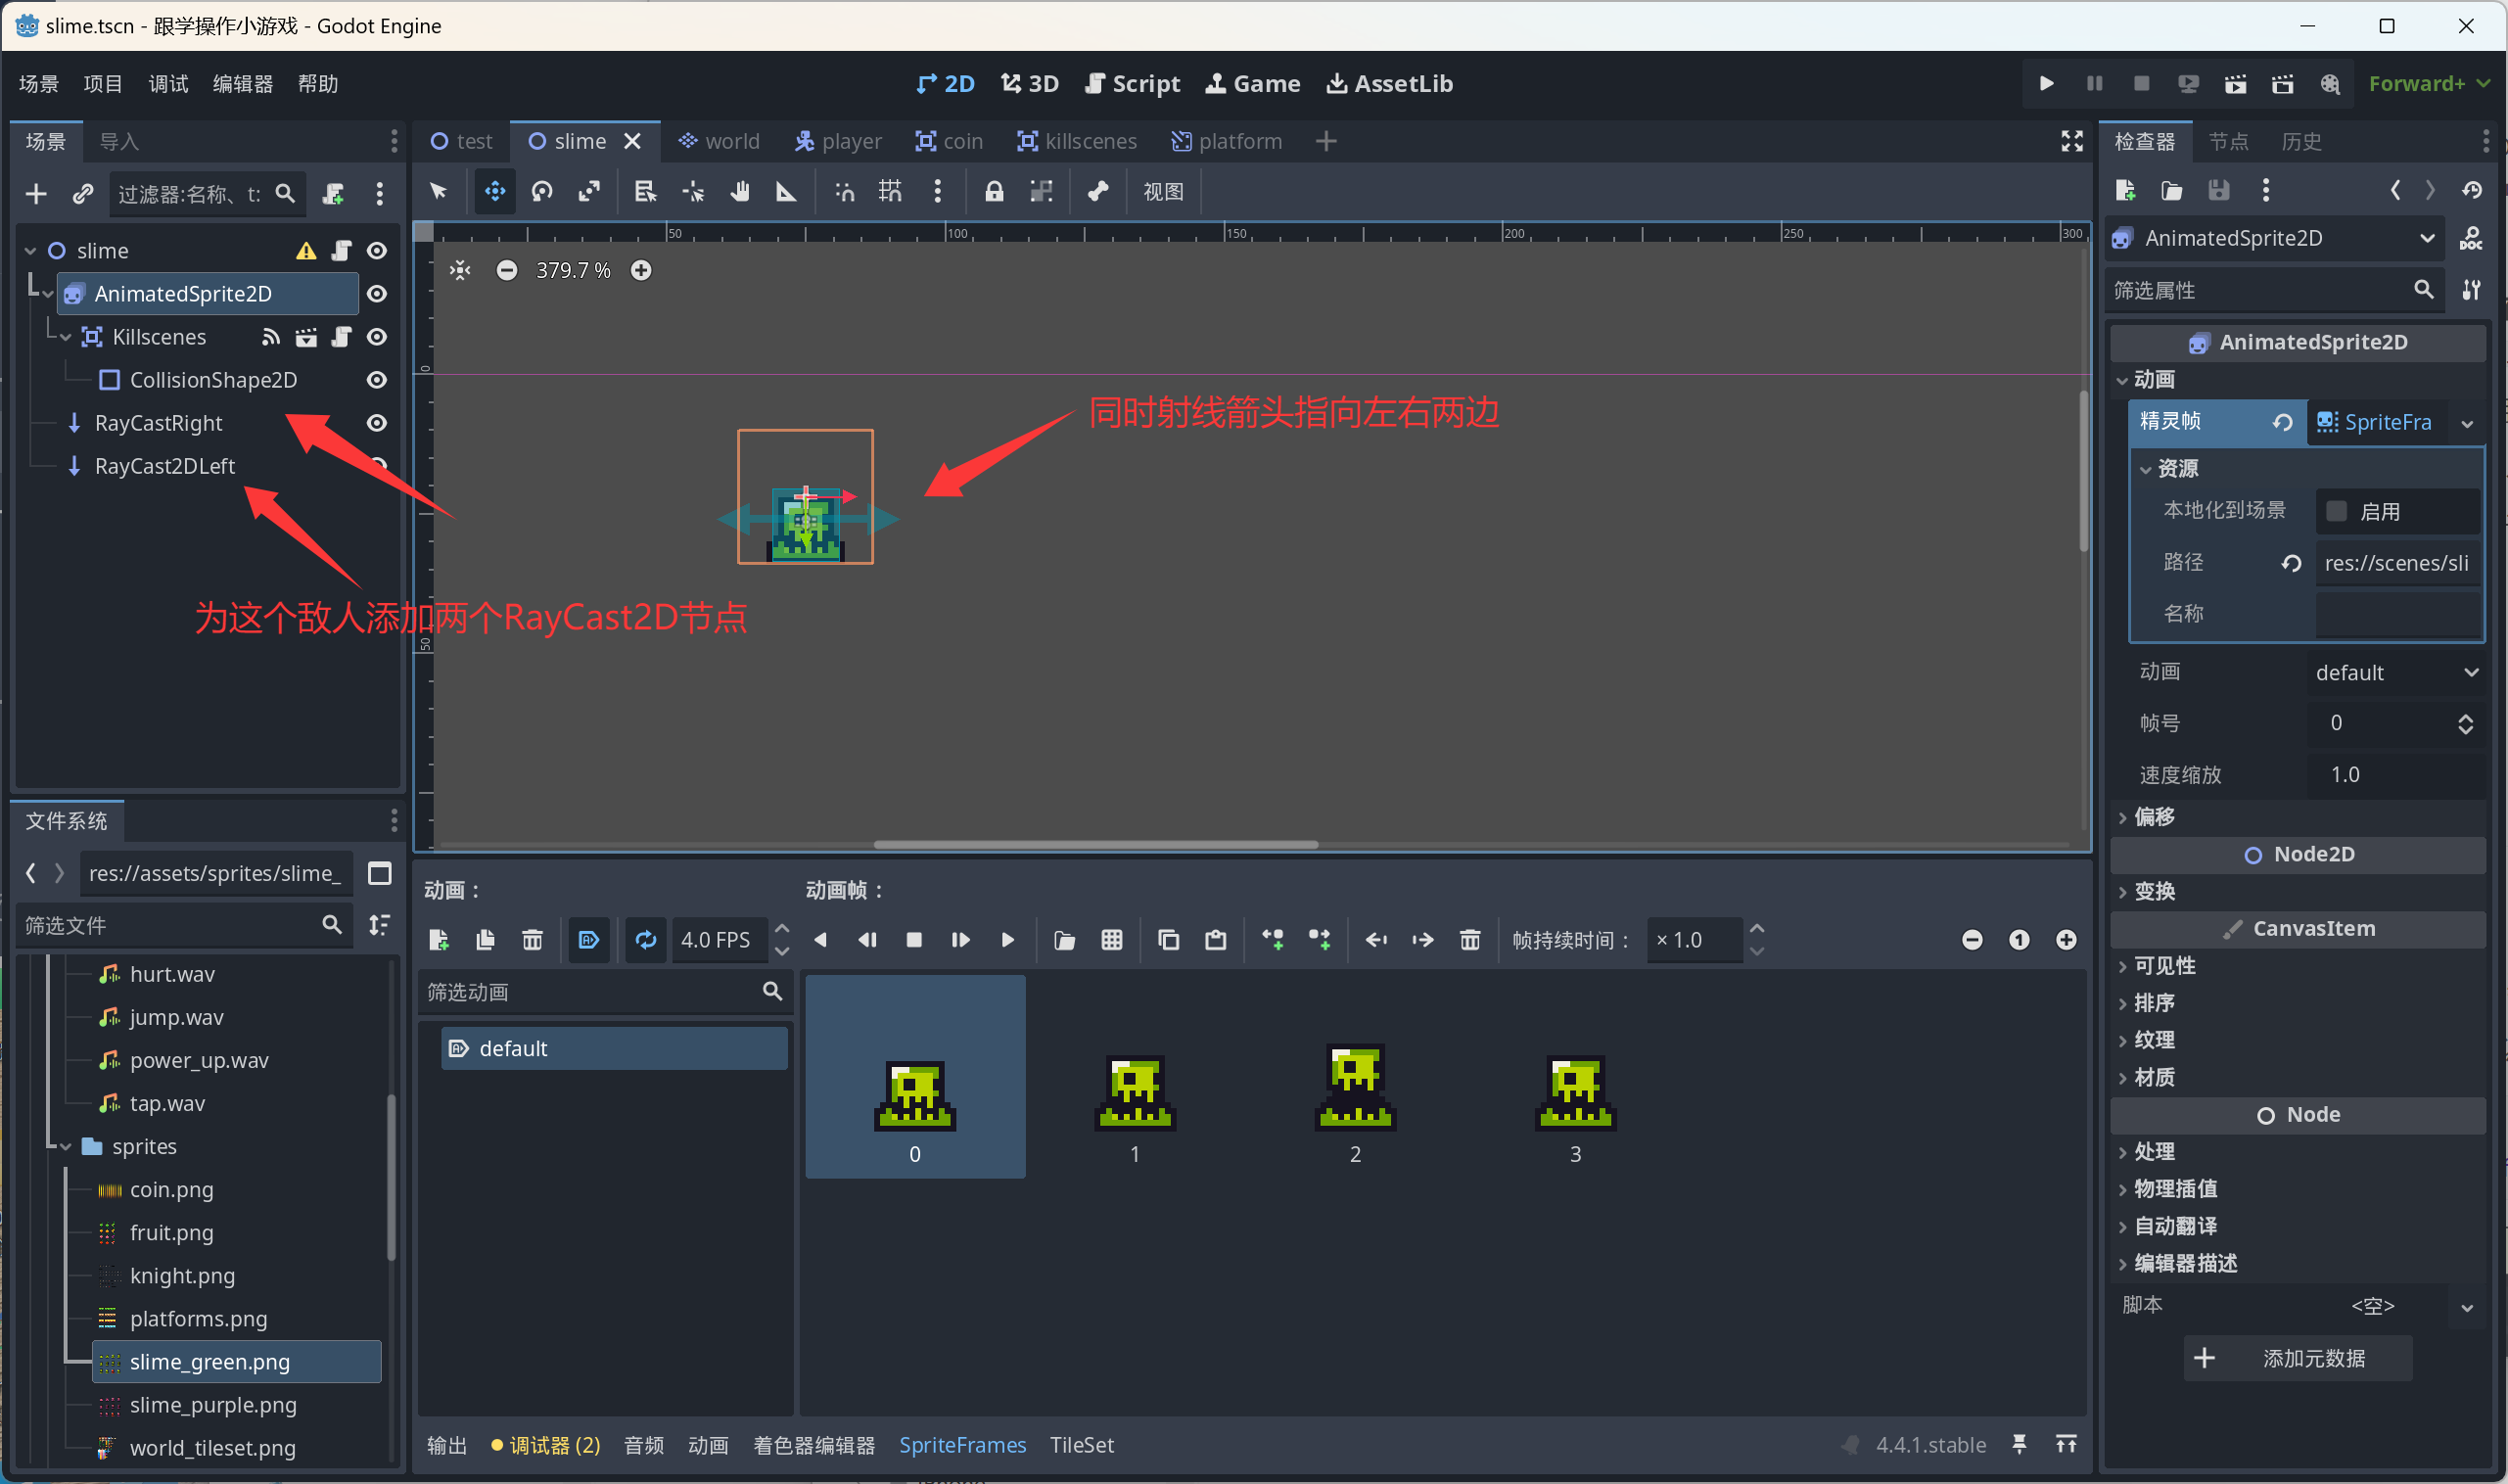 slime.tscn - 跟学操作小游戏 - Godot Engine
场景 项目 调试 编辑器 帮助
2D 3D Script Game AssetLib
Forward+
场景 导入
test slime world player coin killscenes platform
检查器 节点 历史
过滤器:名称、t:
视图
slime
AnimatedSprite2D
Killscenes
CollisionShape2D
RayCastRight
RayCast2DLeft
50 100 150 200 250 300
379.7 %
0
50
同时射线箭头指向左右两边
为这个敌人添加两个RayCast2D节点
文件系统
res://assets/sprites/slime_
筛选文件
hurt.wav
jump.wav
power_up.wav
tap.wav
sprites
coin.png
fruit.png
knight.png
platforms.png
slime_green.png
slime_purple.png
world_tileset.png
动画：
动画帧：
4.0 FPS
帧持续时间：
× 1.0
筛选动画
default
0 1 2 3
输出 调试器 (2) 音频 动画 着色器编辑器 SpriteFrames TileSet
4.4.1.stable
AnimatedSprite2D
DOC
筛选属性
AnimatedSprite2D
动画
精灵帧 SpriteFra
资源
本地化到场景 启用
路径 res://scenes/sli
名称
动画 default
帧号 0
速度缩放 1.0
偏移
Node2D
变换
CanvasItem
可见性
排序
纹理
材质
Node
处理
物理插值
自动翻译
编辑器描述
脚本 <空>
添加元数据